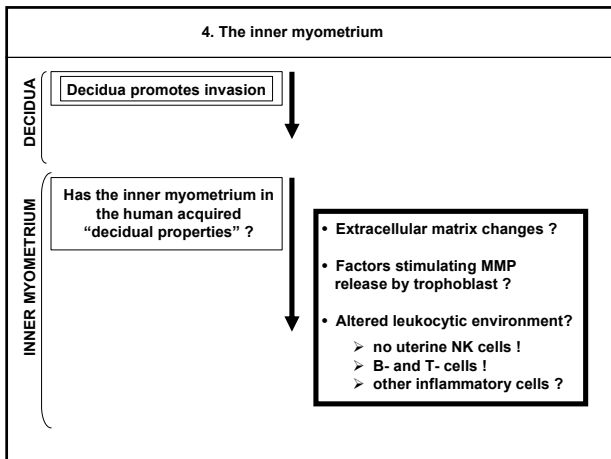 4. The inner myometrium
DECIDUA
Decidua promotes invasion
INNER MYOMETRIUM
Has the inner myometrium in
the human acquired
“decidual properties” ?
• Extracellular matrix changes ?
• Factors stimulating MMP
release by trophoblast ?
• Altered leukocytic environment?
➢ no uterine NK cells !
➢ B- and T- cells !
➢ other inflammatory cells ?